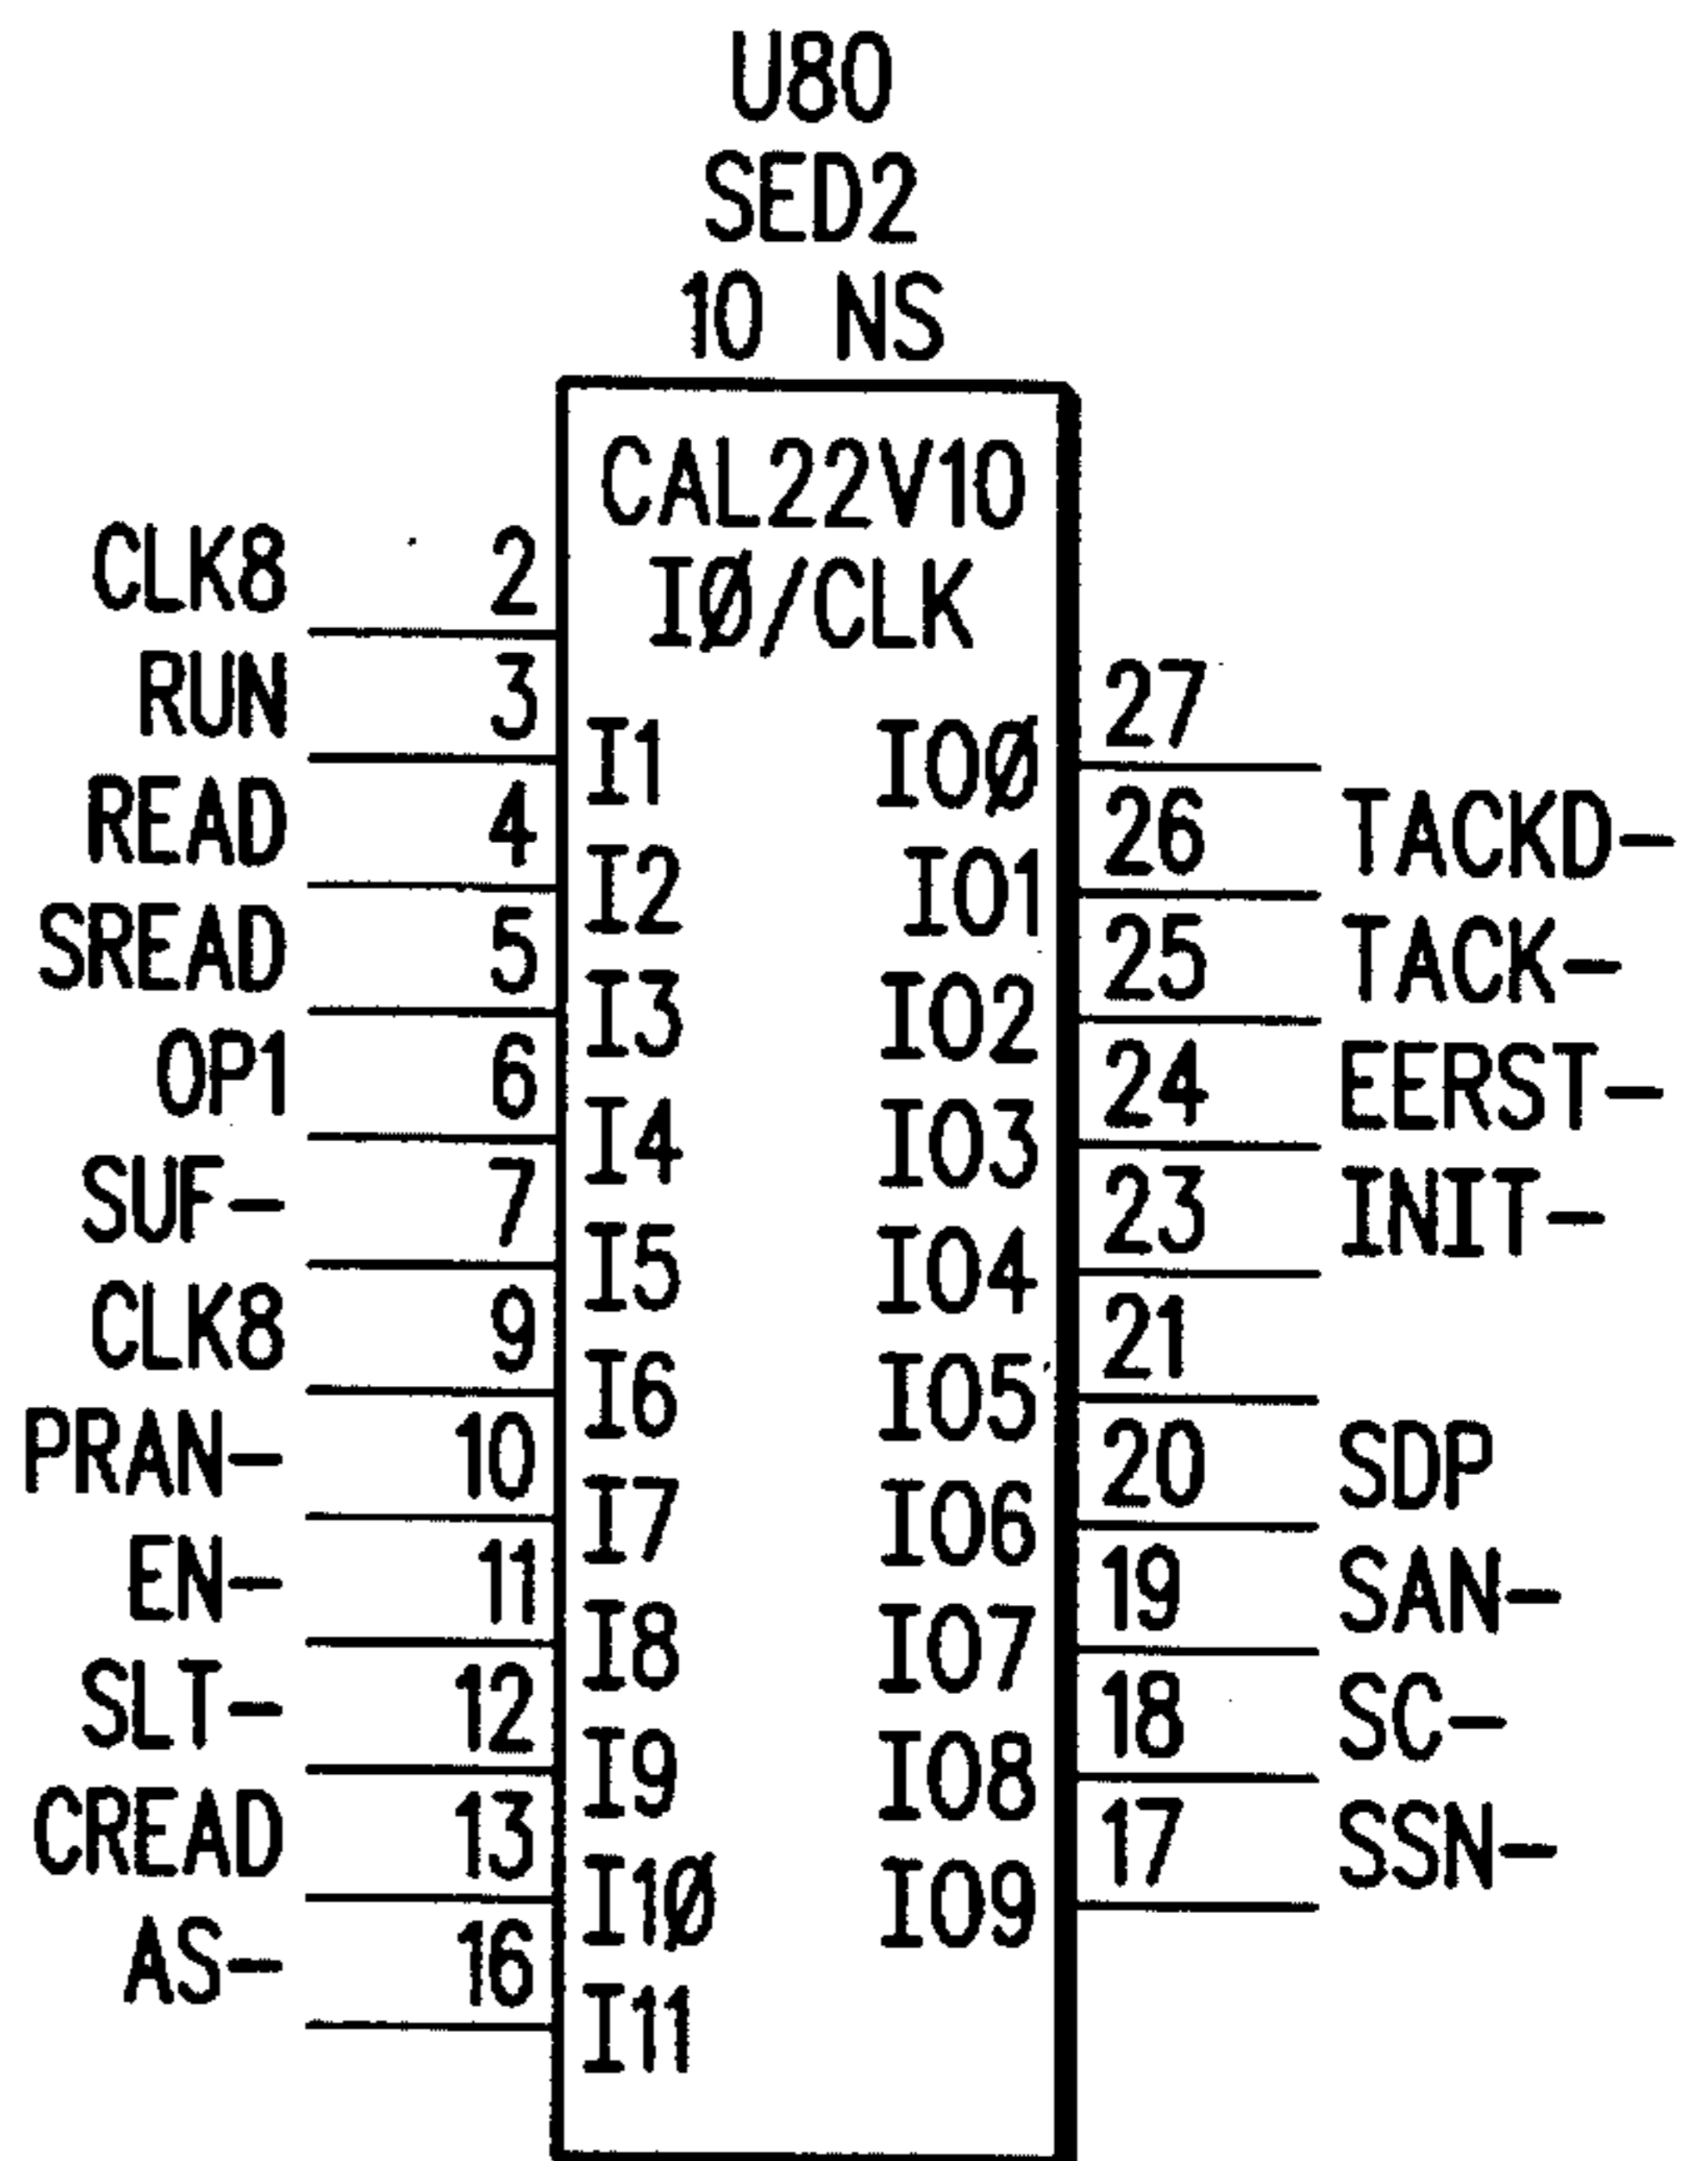 U80
SED2
10 NS
CAL22V10
CLK8 2 IØ/CLK
RUN 3 I1 IOØ 27
READ 4 I2 IO1 26 TACKD-
SREAD 5 I3 IO2 25 TACK-
OP1 6 I4 IO3 24 EERST-
SUF- 7 I5 IO4 23 INIT-
CLK8 9 I6 IO5 21
PRAN- 10 I7 IO6 20 SDP
EN- 11 I8 IO7 19 SAN-
SLT- 12 I9 IO8 18 SC-
CREAD 13 I1Ø IO9 17 SSN-
AS- 16 I11